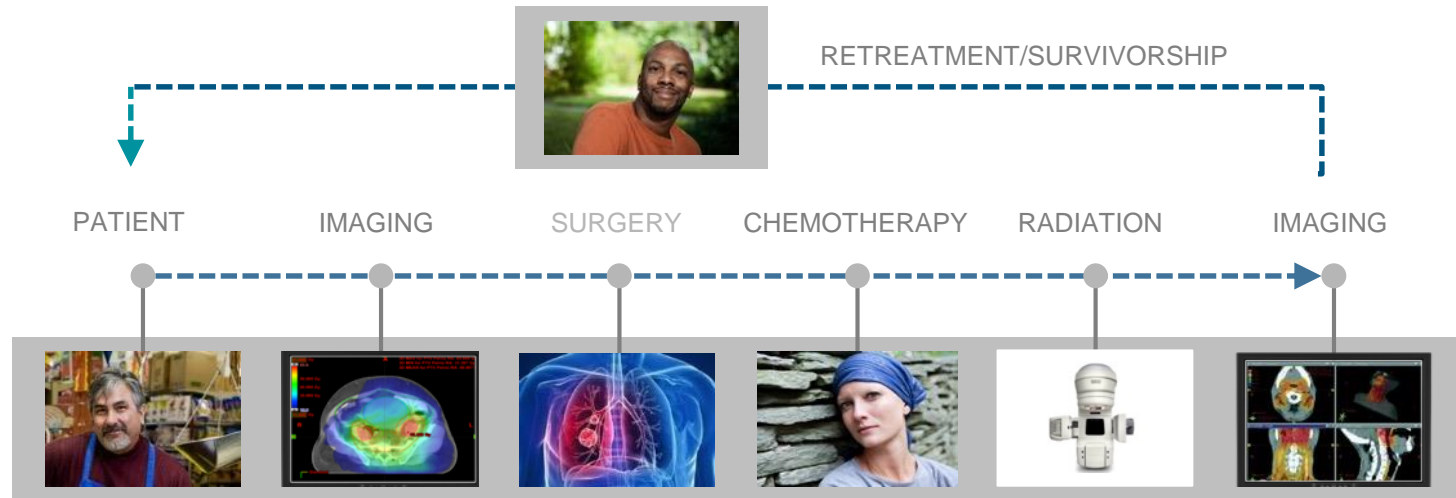 RETREATMENT/SURVIVORSHIP
PATIENT
IMAGING
SURGERY
CHEMOTHERAPY
RADIATION
IMAGING